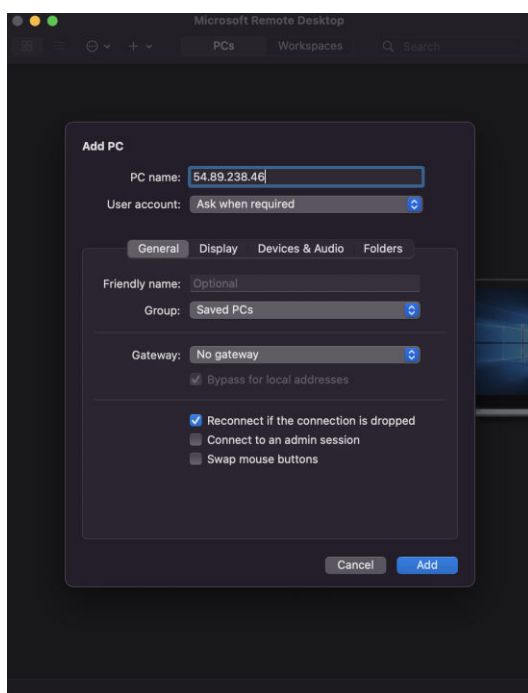 Microsoft Remote Desktop
PCs Workspaces Search
Add PC
PC name: 54.89.238.46
User account: Ask when required
General Display Devices & Audio Folders
Friendly name: Optional
Group: Saved PCs
Gateway: No gateway
Bypass for local addresses
Reconnect if the connection is dropped
Connect to an admin session
Swap mouse buttons
Cancel Add